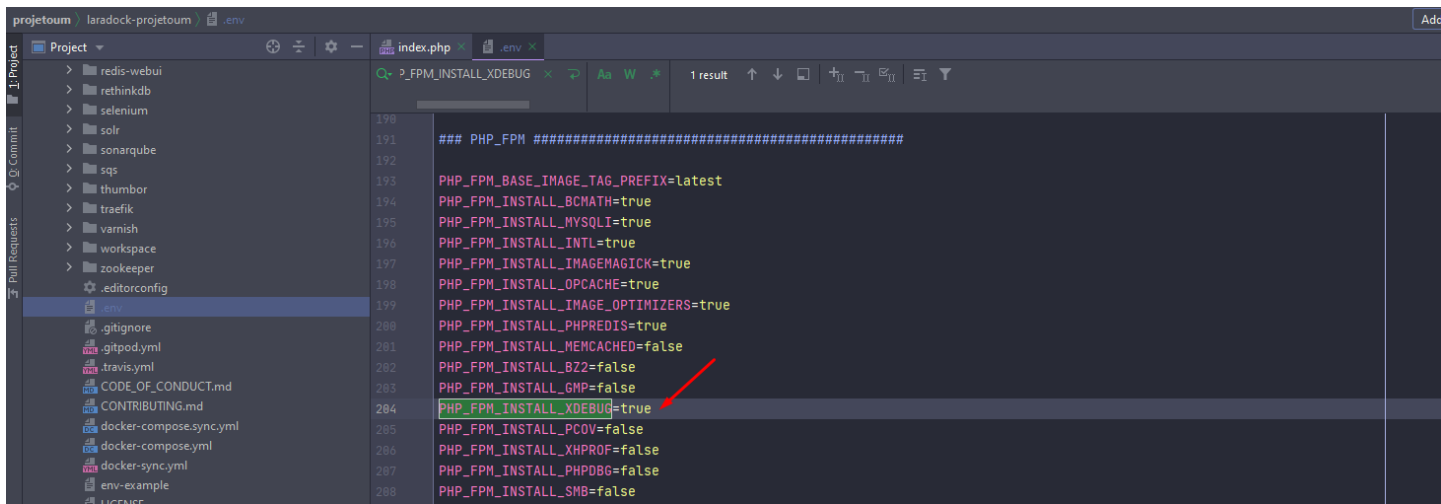 projetoum › laradock-projetoum › .env
Add
Project
index.php
.env
redis-webui
rethinkdb
selenium
solr
sonarqube
sqs
thumbor
traefik
varnish
workspace
zookeeper
.editorconfig
.env
.gitignore
.gitpod.yml
.travis.yml
CODE_OF_CONDUCT.md
CONTRIBUTING.md
docker-compose.sync.yml
docker-compose.yml
docker-sync.yml
env-example
LICENSE
1: Project
0: Commit
Pull Requests
P_FPM_INSTALL_XDEBUG
Aa W .*
1 result
190
191 ### PHP_FPM ###############################################
192
193 PHP_FPM_BASE_IMAGE_TAG_PREFIX=latest
194 PHP_FPM_INSTALL_BCMATH=true
195 PHP_FPM_INSTALL_MYSQLI=true
196 PHP_FPM_INSTALL_INTL=true
197 PHP_FPM_INSTALL_IMAGEMAGICK=true
198 PHP_FPM_INSTALL_OPCACHE=true
199 PHP_FPM_INSTALL_IMAGE_OPTIMIZERS=true
200 PHP_FPM_INSTALL_PHPREDIS=true
201 PHP_FPM_INSTALL_MEMCACHED=false
202 PHP_FPM_INSTALL_BZ2=false
203 PHP_FPM_INSTALL_GMP=false
204 PHP_FPM_INSTALL_XDEBUG=true
205 PHP_FPM_INSTALL_PCOV=false
206 PHP_FPM_INSTALL_XHPROF=false
207 PHP_FPM_INSTALL_PHPDBG=false
208 PHP_FPM_INSTALL_SMB=false